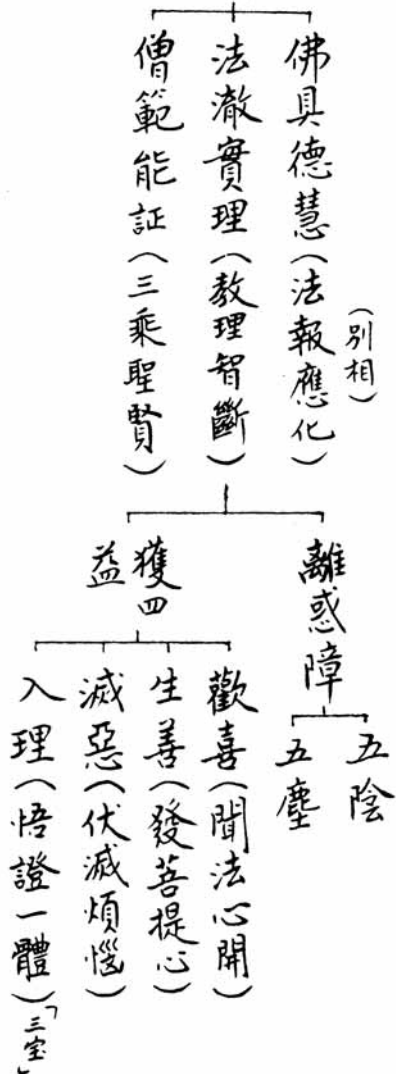 （別相）
佛具德慧（法報應化）
法澈實理（教理智斷）
僧範能証（三乘聖賢）
離惑障
五陰
五塵
獲四
益
歡喜（聞法心開）
生善（發菩提心）
滅惡（伏滅煩惱）
入理（悟證一體）「三宝」